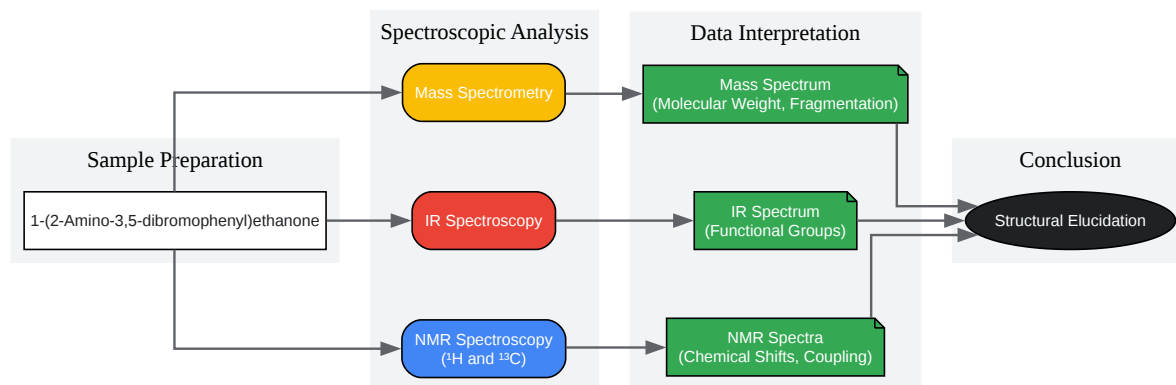 Sample Preparation
1-(2-Amino-3,5-dibromophenyl)ethanone
Spectroscopic Analysis
Mass Spectrometry
IR Spectroscopy
NMR Spectroscopy
(¹H and ¹³C)
Data Interpretation
Mass Spectrum
(Molecular Weight, Fragmentation)
IR Spectrum
(Functional Groups)
NMR Spectra
(Chemical Shifts, Coupling)
Conclusion
Structural Elucidation